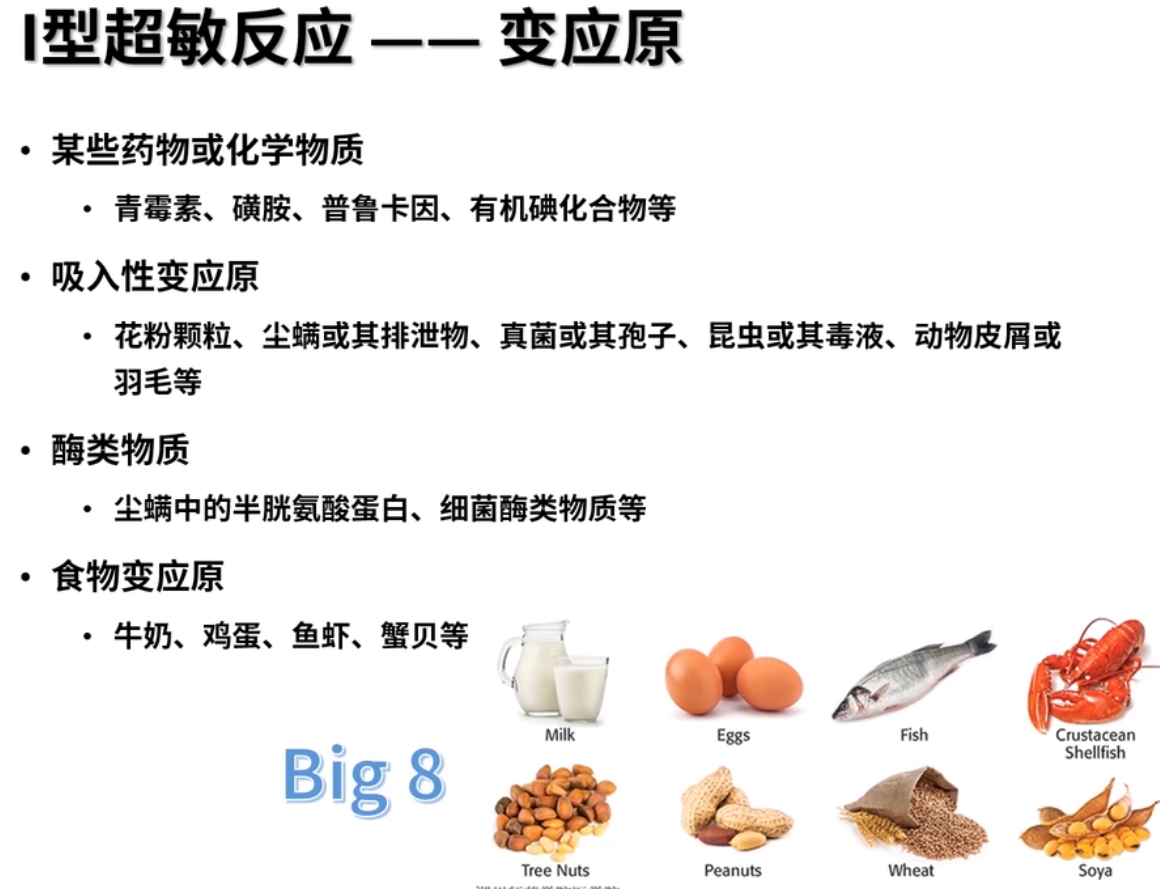 I型超敏反应 —— 变应原
• 某些药物或化学物质
• 青霉素、磺胺、普鲁卡因、有机碘化合物等
• 吸入性变应原
• 花粉颗粒、尘螨或其排泄物、真菌或其孢子、昆虫或其毒液、动物皮屑或
羽毛等
• 酶类物质
• 尘螨中的半胱氨酸蛋白、细菌酶类物质等
• 食物变应原
• 牛奶、鸡蛋、鱼虾、蟹贝等
Milk
Eggs
Fish
Crustacean
Shellfish
Big 8
Tree Nuts
Peanuts
Wheat
Soya